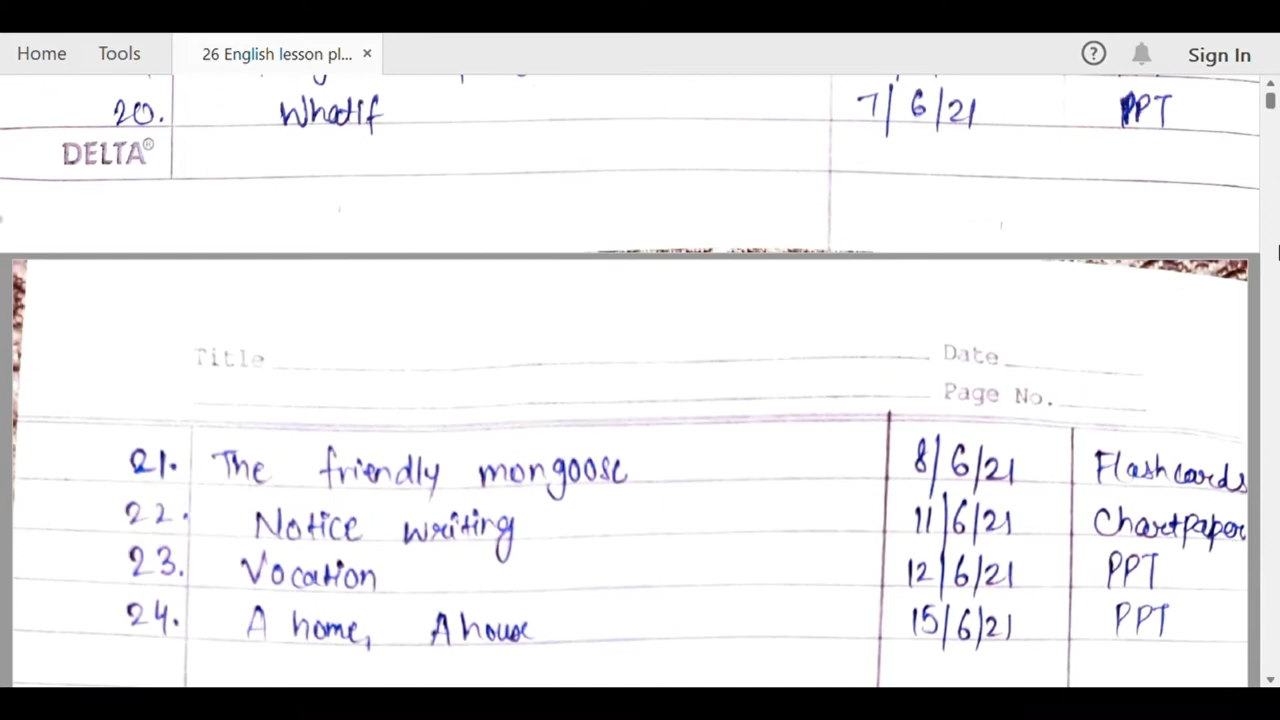 Home Tools 26 English lesson pl... × ? Sign In
20. Whatif 7/6/21 PPT
DELTA®
Title Date
Page No.
21. The friendly mongoose 8/6/21 Flashcards
22. Notice writing 11/6/21 Chartpaper
23. Vocation 12/6/21 PPT
24. A home, A house 15/6/21 PPT